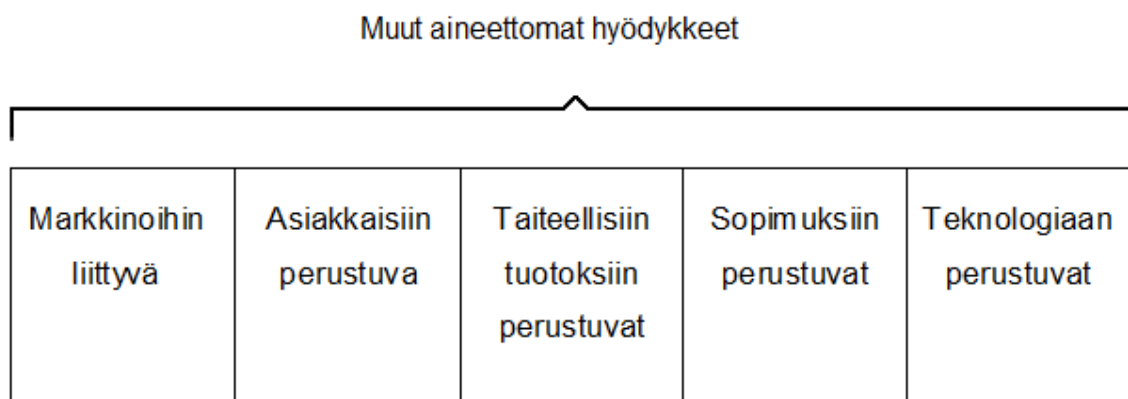 Muut aineettomat hyödykkeet
Markkinoihin
liittyvä
Asiakkaisiin
perustuva
Taiteellisiin
tuotoksiin
perustuvat
Sopimuksiin
perustuvat
Teknologiaan
perustuvat